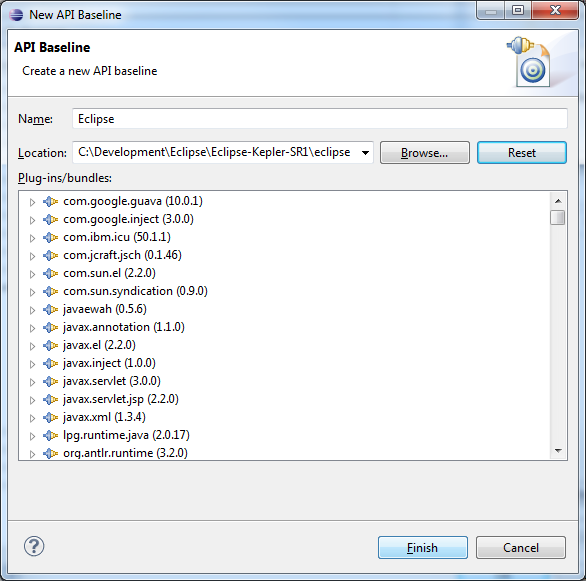 New API Baseline
API Baseline
Create a new API baseline
Name: Eclipse
Location: C:\Development\Eclipse\Eclipse-Kepler-SR1\eclipse Browse... Reset
Plug-ins/bundles:
com.google.guava (10.0.1)
com.google.inject (3.0.0)
com.ibm.icu (50.1.1)
com.jcraft.jsch (0.1.46)
com.sun.el (2.2.0)
com.sun.syndication (0.9.0)
javaewah (0.5.6)
javax.annotation (1.1.0)
javax.el (2.2.0)
javax.inject (1.0.0)
javax.servlet (3.0.0)
javax.servlet.jsp (2.2.0)
javax.xml (1.3.4)
lpg.runtime.java (2.0.17)
org.antlr.runtime (3.2.0)
? Finish Cancel